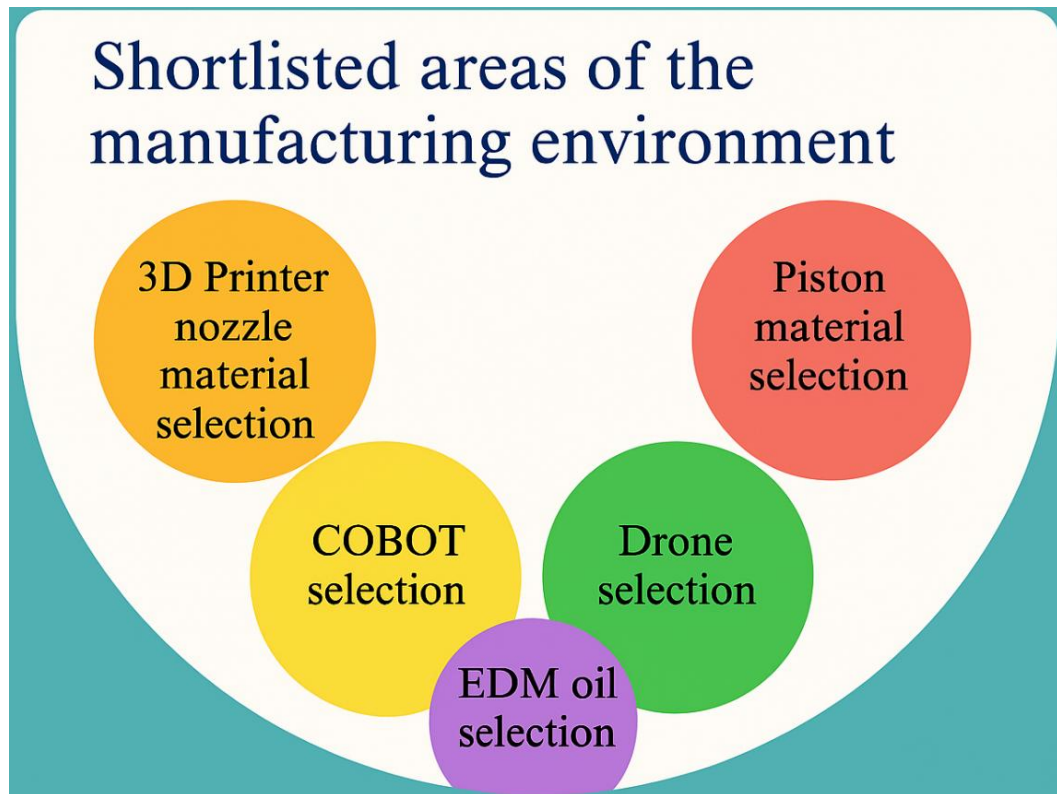 Shortlisted areas of the
manufacturing environment
3D Printer
nozzle
material
selection
Piston
material
selection
COBOT
selection
Drone
selection
EDM oil
selection